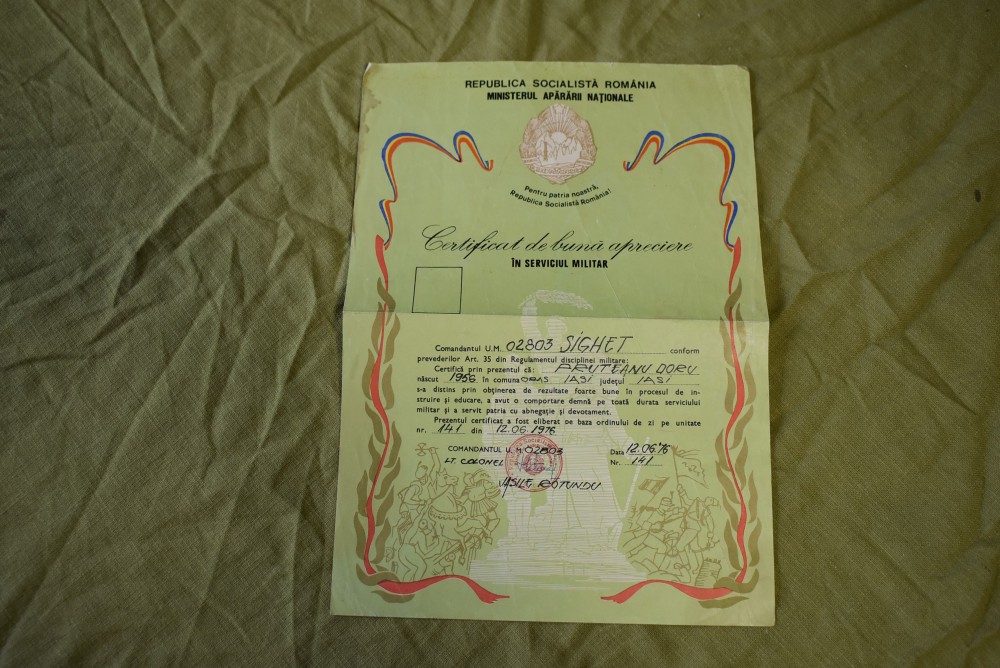 REPUBLICA SOCIALISTĂ ROMÂNIA
MINISTERUL APĂRĂRII NAȚIONALE
Pentru patria noastră,
Republica Socialistă România!
Certificat de bună apreciere
ÎN SERVICIUL MILITAR
Comandantul U.M. 02803 SIGHET conform
prevederilor Art. 35 din Regulamentul disciplinei militare;
Certifică prin prezentul că: PRUTEANU DORU
născut 1956 în comuna ORAS IASI județul IASI
s-a distins prin obținerea de rezultate foarte bune în procesul de in-
struire și educare, a avut o comportare demnă pe toată durata serviciului
militar și a servit patria cu abnegație și devotament.
Prezentul certificat a fost eliberat pe baza ordinului de zi pe unitate
nr. 141 din 12.06.1976
COMANDANTUL U.M. 02803 Data 12.06.76
LT. COLONEL Nr. 141
VASILE ROTUNDU